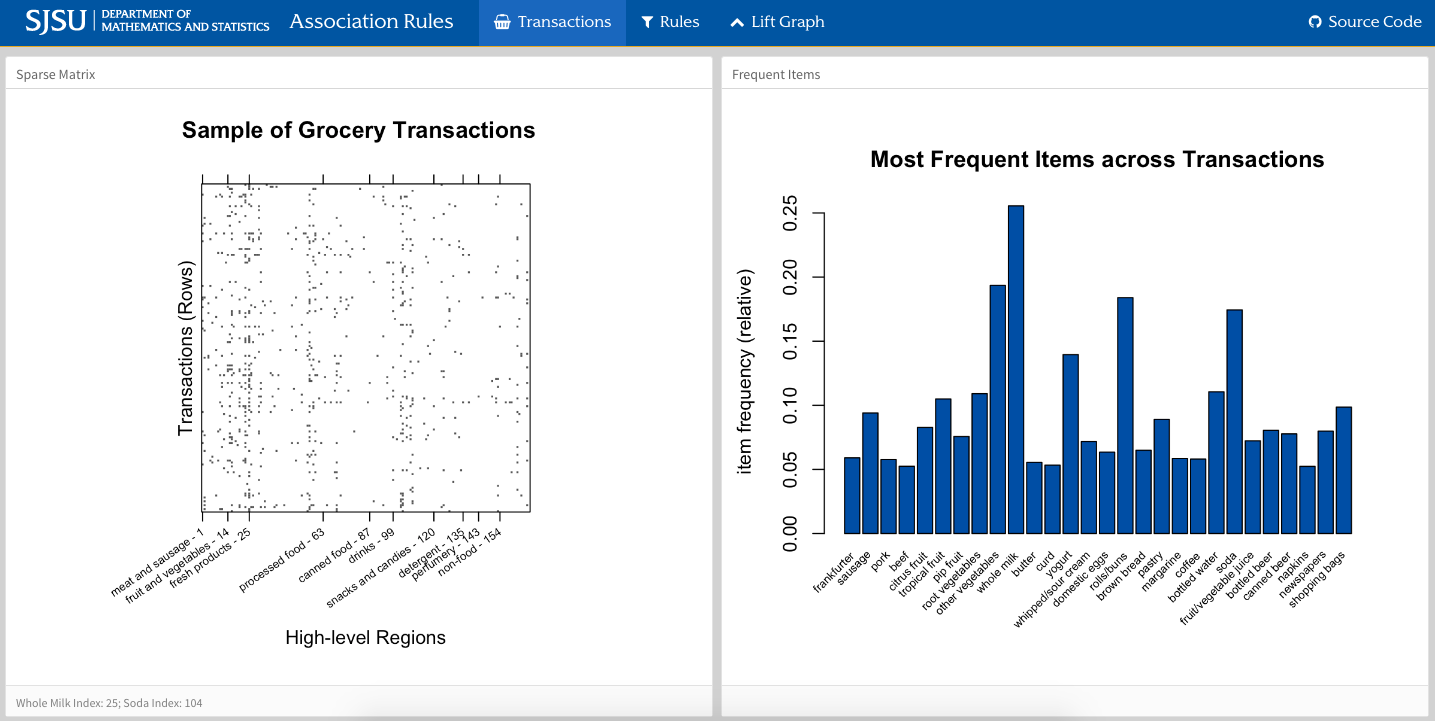 SJSU
DEPARTMENT OF
MATHEMATICS AND STATISTICS
Association Rules
Transactions
Rules
Lift Graph
Source Code
Sparse Matrix
Sample of Grocery Transactions
Transactions (Rows)
meat and sausage - 1
fruit and vegetables - 14
fresh products - 25
processed food - 63
canned food - 87
drinks - 99
snacks and candies - 120
detergent - 135
perfumery - 143
non-food - 154
High-level Regions
Whole Milk Index: 25; Soda Index: 104
Frequent Items
Most Frequent Items across Transactions
item frequency (relative)
0.25
0.20
0.15
0.10
0.05
0.00
frankfurter
sausage
pork
beef
citrus fruit
tropical fruit
pip fruit
root vegetables
other vegetables
whole milk
butter
curd
yogurt
whipped/sour cream
domestic eggs
rolls/buns
brown bread
pastry
margarine
coffee
bottled water
soda
fruit/vegetable juice
bottled beer
canned beer
napkins
newspapers
shopping bags